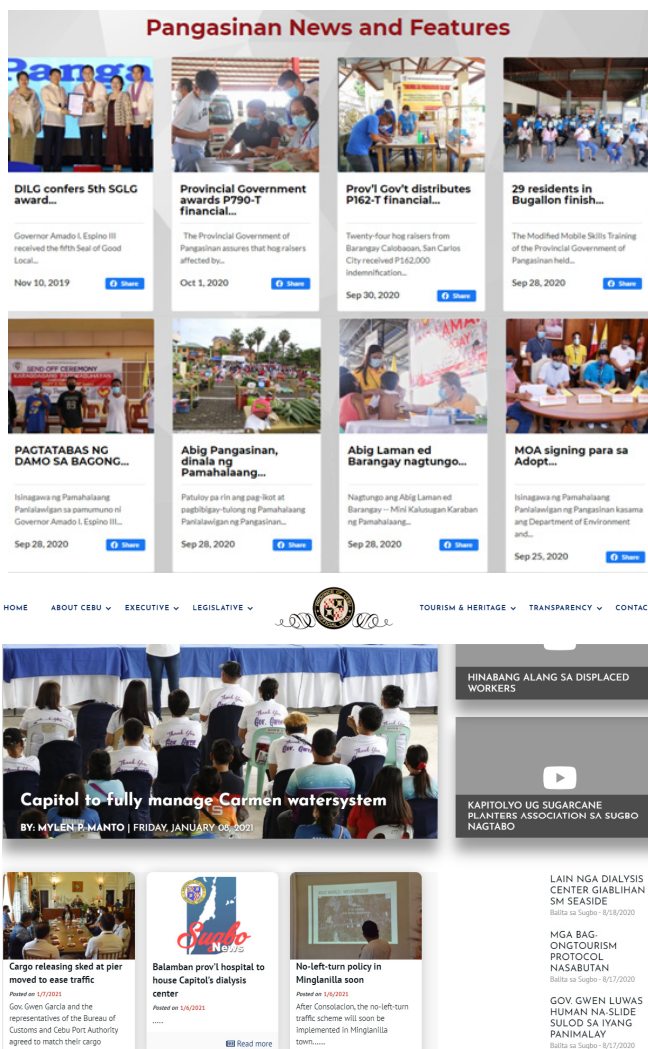 Pangasinan News and Features
DILG confers 5th SGLG
award...
Governor Amado I. Espino III
received the fifth Seal of Good
Local...
Nov 10, 2019
Share
Provincial Government
awards P790-T
financial...
The Provincial Government of
Pangasinan assures that hog raisers
affected by...
Oct 1, 2020
Share
Prov'l Gov't distributes
P162-T financial...
Twenty-four hog raisers from
Barangay Calobaoan, San Carlos
City received P162,000
indemnification...
Sep 30, 2020
Share
29 residents in
Bugallon finish...
The Modified Mobile Skills Training
of the Provincial Government of
Pangasinan held...
Sep 28, 2020
Share
SEND-OFF CEREMONY
PAGTATABAS NG
DAMO SA BAGONG...
Isinagawa ng Pamahalaang
Panlalawigan sa pamumuno ni
Governor Amado I. Espino III...
Sep 28, 2020
Share
Abig Pangasinan,
dinala ng
Pamahalaang...
Patuloy pa rin ang pag-ikot at
pagbibigay-tulong ng Pamahalaang
Panlalawigan ng Pangasinan...
Sep 28, 2020
Share
Abig Laman ed
Barangay nagtungo...
Nagtungo ang Abig Laman ed
Barangay -- Mini Kalusugan Karaban
ng Pamahalaang...
Sep 28, 2020
Share
MOA signing para sa
Adopt...
Isinagawa ng Pamahalaang
Panlalawigan ng Pangasinan kasama
ang Department of Environment
and...
Sep 25, 2020
Share
HOME ABOUT CEBU EXECUTIVE LEGISLATIVE TOURISM & HERITAGE TRANSPARENCY CONTAC
Thank You
Gov. Gwen
Capitol to fully manage Carmen watersystem
BY: MYLEN P. MANTO | FRIDAY, JANUARY 08, 2021
HINABANG ALANG SA DISPLACED
WORKERS
KAPITOLYO UG SUGARCANE
PLANTERS ASSOCIATION SA SUGBO
NAGTABO
Cargo releasing sked at pier
moved to ease traffic
Posted on 1/7/2021
Gov. Gwen Garcia and the
representatives of the Bureau of
Customs and Cebu Port Authority
agreed to match their cargo
Sugbo
News
Balamban prov'l hospital to
house Capitol's dialysis
center
Posted on 1/6/2021
.....
Read more
No-left-turn policy in
Minglanilla soon
Posted on 1/6/2021
After Consolacion, the no-left-turn
traffic scheme will soon be
implemented in Minglanilla
town......
LAIN NGA DIALYSIS
CENTER GIABLIHAN
SM SEASIDE
Balita sa Sugbo - 8/18/2020
MGA BAG-
ONGTOURISM
PROTOCOL
NASABUTAN
Balita sa Sugbo - 8/17/2020
GOV. GWEN LUWAS
HUMAN NA-SLIDE
SULOD SA IYANG
PANIMALAY
Balita sa Sugbo - 8/17/2020